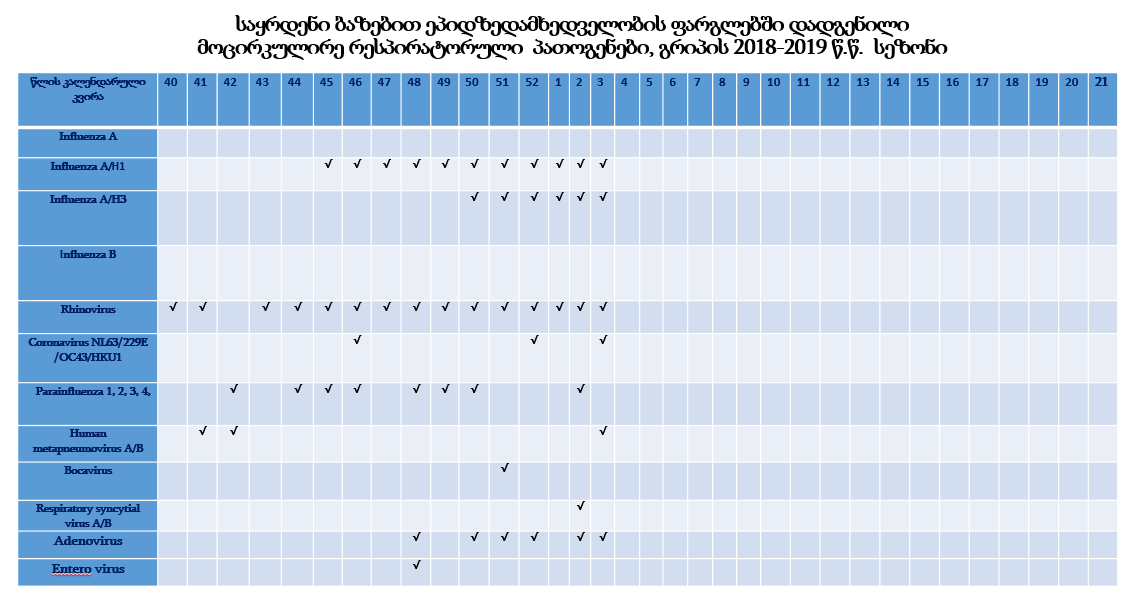 საყრდენი ბაზებით ეპიდზედამხედველობის ფარგლებში დადგენილი
მოცირკულირე რესპირატორული პათოგენები, გრიპის 2018-2019 წ.წ. სეზონი
წლის კალენდარული 40 41 42 43 44 45 46 47 48 49 50 51 52 1 2 3 4 5 6 7 8 9 10 11 12 13 14 15 16 17 18 19 20 21
კვირა
Influenza A
Influenza A/H1 √ √ √ √ √ √ √ √ √ √ √
Influenza A/H3 √ √ √ √ √ √
Influenza B
Rhinovirus √ √ √ √ √ √ √ √ √ √ √ √ √ √ √
Coronavirus NL63/229E √ √ √
/OC43/HKU1
Parainfluenza 1, 2, 3, 4, √ √ √ √ √ √ √ √
Human √ √ √
metapneumovirus A/B
Bocavirus √
Respiratory syncytial √
virus A/B
Adenovirus √ √ √ √ √ √
Entero virus √